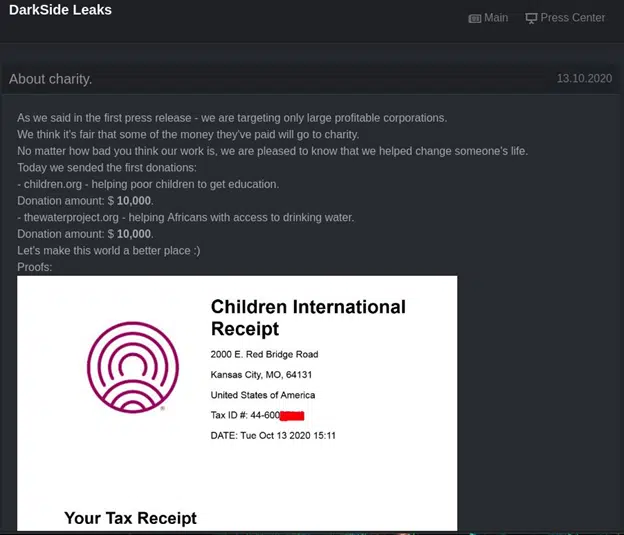 DarkSide Leaks
Main
Press Center
About charity.
13.10.2020
As we said in the first press release - we are targeting only large profitable corporations.
We think it's fair that some of the money they've paid will go to charity.
No matter how bad you think our work is, we are pleased to know that we helped change someone's life.
Today we sended the first donations:
- children.org - helping poor children to get education.
Donation amount: $ 10,000.
- thewaterproject.org - helping Africans with access to drinking water.
Donation amount: $ 10,000.
Let's make this world a better place :)
Proofs:
Children International
Receipt
2000 E. Red Bridge Road
Kansas City, MO, 64131
United States of America
Tax ID #: 44-600
DATE: Tue Oct 13 2020 15:11
Your Tax Receipt